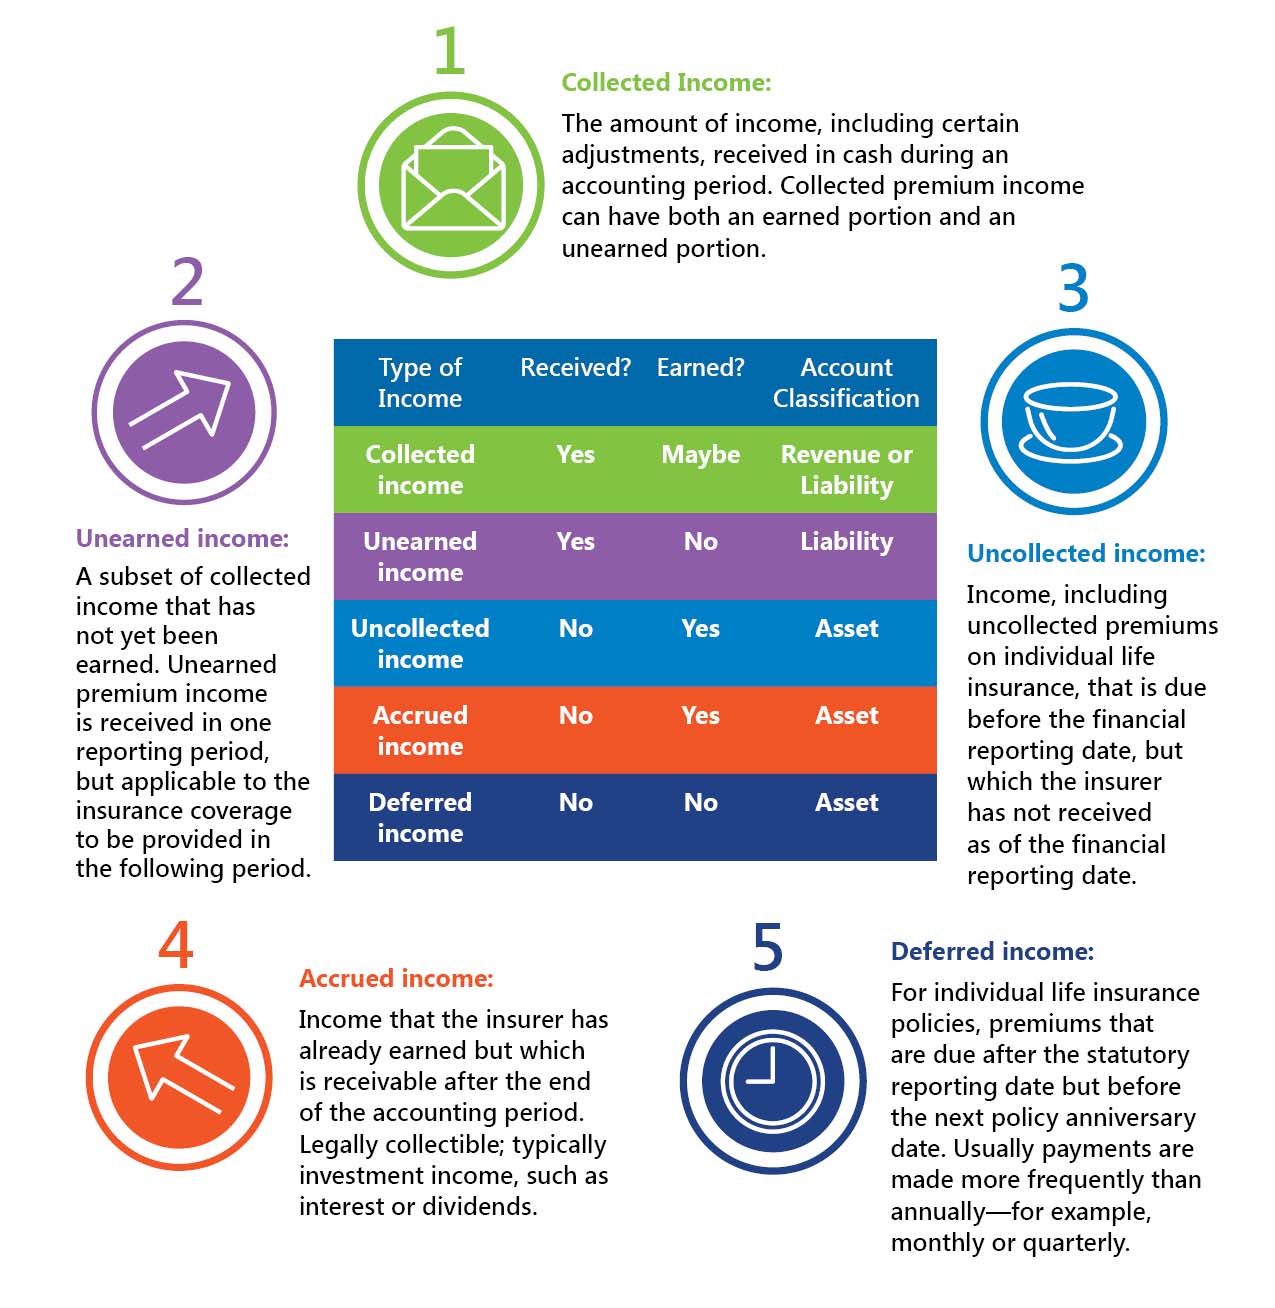 1
Collected Income:
The amount of income, including certain
adjustments, received in cash during an
accounting period. Collected premium income
can have both an earned portion and an
unearned portion.
2
Unearned income:
A subset of collected
income that has
not yet been
earned. Unearned
premium income
is received in one
reporting period,
but applicable to the
insurance coverage
to be provided in
the following period.
Type of Income Received? Earned? Account Classification
Collected income Yes Maybe Revenue or Liability
Unearned income Yes No Liability
Uncollected income No Yes Asset
Accrued income No Yes Asset
Deferred income No No Asset
3
Uncollected income:
Income, including
uncollected premiums
on individual life
insurance, that is due
before the financial
reporting date, but
which the insurer
has not received
as of the financial
reporting date.
4
Accrued income:
Income that the insurer has
already earned but which
is receivable after the end
of the accounting period.
Legally collectible; typically
investment income, such as
interest or dividends.
5
Deferred income:
For individual life insurance
policies, premiums that
are due after the statutory
reporting date but before
the next policy anniversary
date. Usually payments are
made more frequently than
annually—for example,
monthly or quarterly.